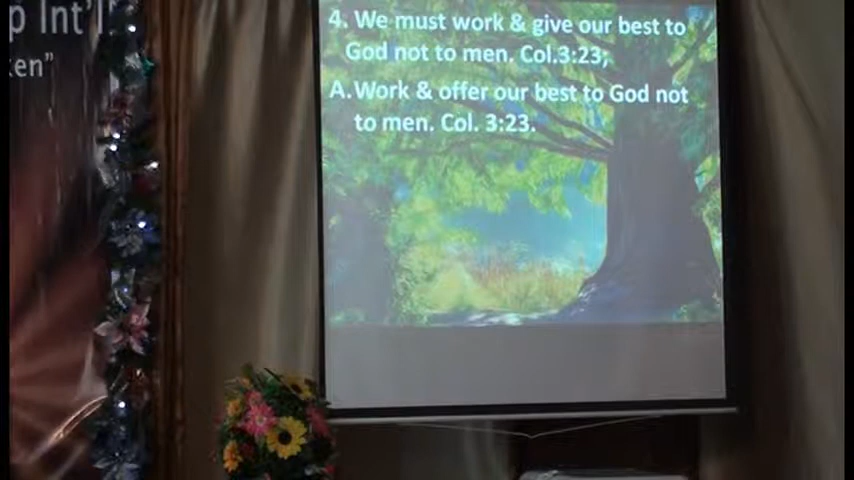 p Int'l
ken"
4. We must work & give our best to
God not to men. Col.3:23;
A.Work & offer our best to God not
to men. Col. 3:23.